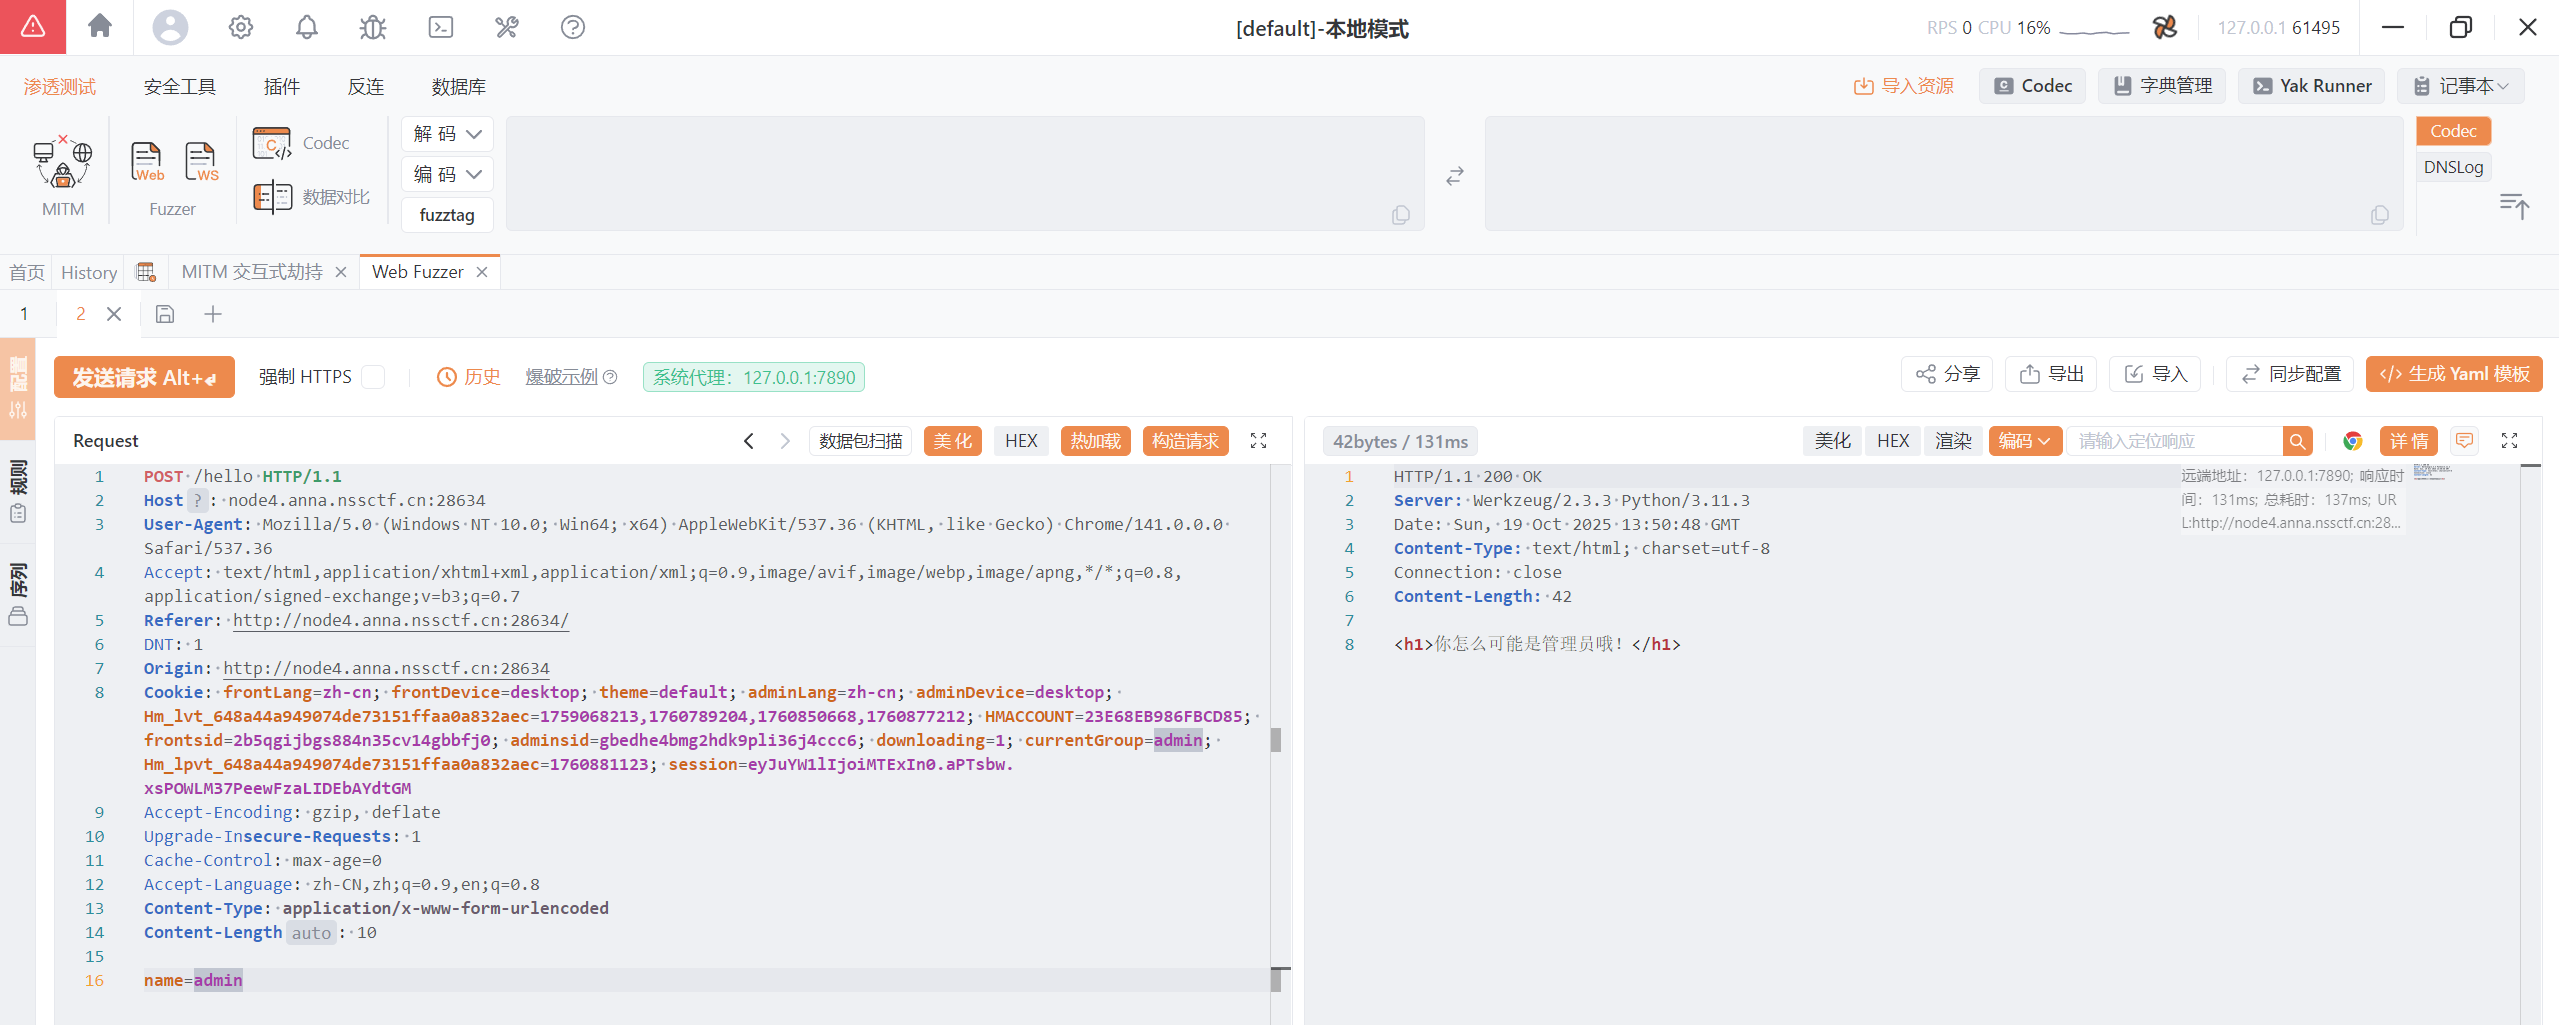 [default]-本地模式
RPS 0 CPU 16%
127.0.0.1 61495
渗透测试 安全工具 插件 反连 数据库
导入资源 Codec 字典管理 Yak Runner 记事本
MITM
Web WS
Fuzzer
Codec
数据对比
解 码
编 码
fuzztag
Codec
DNSLog
首页 History MITM 交互式劫持 Web Fuzzer
1 2
配置
规则
序列
发送请求 Alt+
强制 HTTPS
历史
爆破示例
系统代理：127.0.0.1:7890
分享 导出 导入 同步配置 生成 Yaml 模板
Request
数据包扫描 美 化 HEX 热加载 构造请求
1 POST /hello HTTP/1.1
2 Host ? : node4.anna.nssctf.cn:28634
3 User-Agent: Mozilla/5.0 (Windows NT 10.0; Win64; x64) AppleWebKit/537.36 (KHTML, like Gecko) Chrome/141.0.0.0
Safari/537.36
4 Accept: text/html,application/xhtml+xml,application/xml;q=0.9,image/avif,image/webp,image/apng,*/*;q=0.8,
application/signed-exchange;v=b3;q=0.7
5 Referer: http://node4.anna.nssctf.cn:28634/
6 DNT: 1
7 Origin: http://node4.anna.nssctf.cn:28634
8 Cookie: frontLang=zh-cn; frontDevice=desktop; theme=default; adminLang=zh-cn; adminDevice=desktop;
Hm_lvt_648a44a949074de73151ffaa0a832aec=1759068213,1760789204,1760850668,1760877212; HMACCOUNT=23E68EB986FBCD85;
frontsid=2b5qgijbgs884n35cv14gbbfj0; adminsid=gbedhe4bmg2hdk9pli36j4ccc6; downloading=1; currentGroup=admin;
Hm_lpvt_648a44a949074de73151ffaa0a832aec=1760881123; session=eyJuYW1lIjoiMTExIn0.aPTsbw.
xsPOWLM37PeewFzaLIDEbAYdtGM
9 Accept-Encoding: gzip, deflate
10 Upgrade-Insecure-Requests: 1
11 Cache-Control: max-age=0
12 Accept-Language: zh-CN,zh;q=0.9,en;q=0.8
13 Content-Type: application/x-www-form-urlencoded
14 Content-Length auto : 10
15
16 name=admin
42bytes / 131ms
美化 HEX 渲染 编码 请输入定位响应 详 情
1 HTTP/1.1 200 OK
2 Server: Werkzeug/2.3.3 Python/3.11.3
3 Date: Sun, 19 Oct 2025 13:50:48 GMT
4 Content-Type: text/html; charset=utf-8
5 Connection: close
6 Content-Length: 42
7
8 <h1>你怎么可能是管理员哦！</h1>
远端地址：127.0.0.1:7890; 响应时
间：131ms; 总耗时：137ms; UR
L:http://node4.anna.nssctf.cn:28...